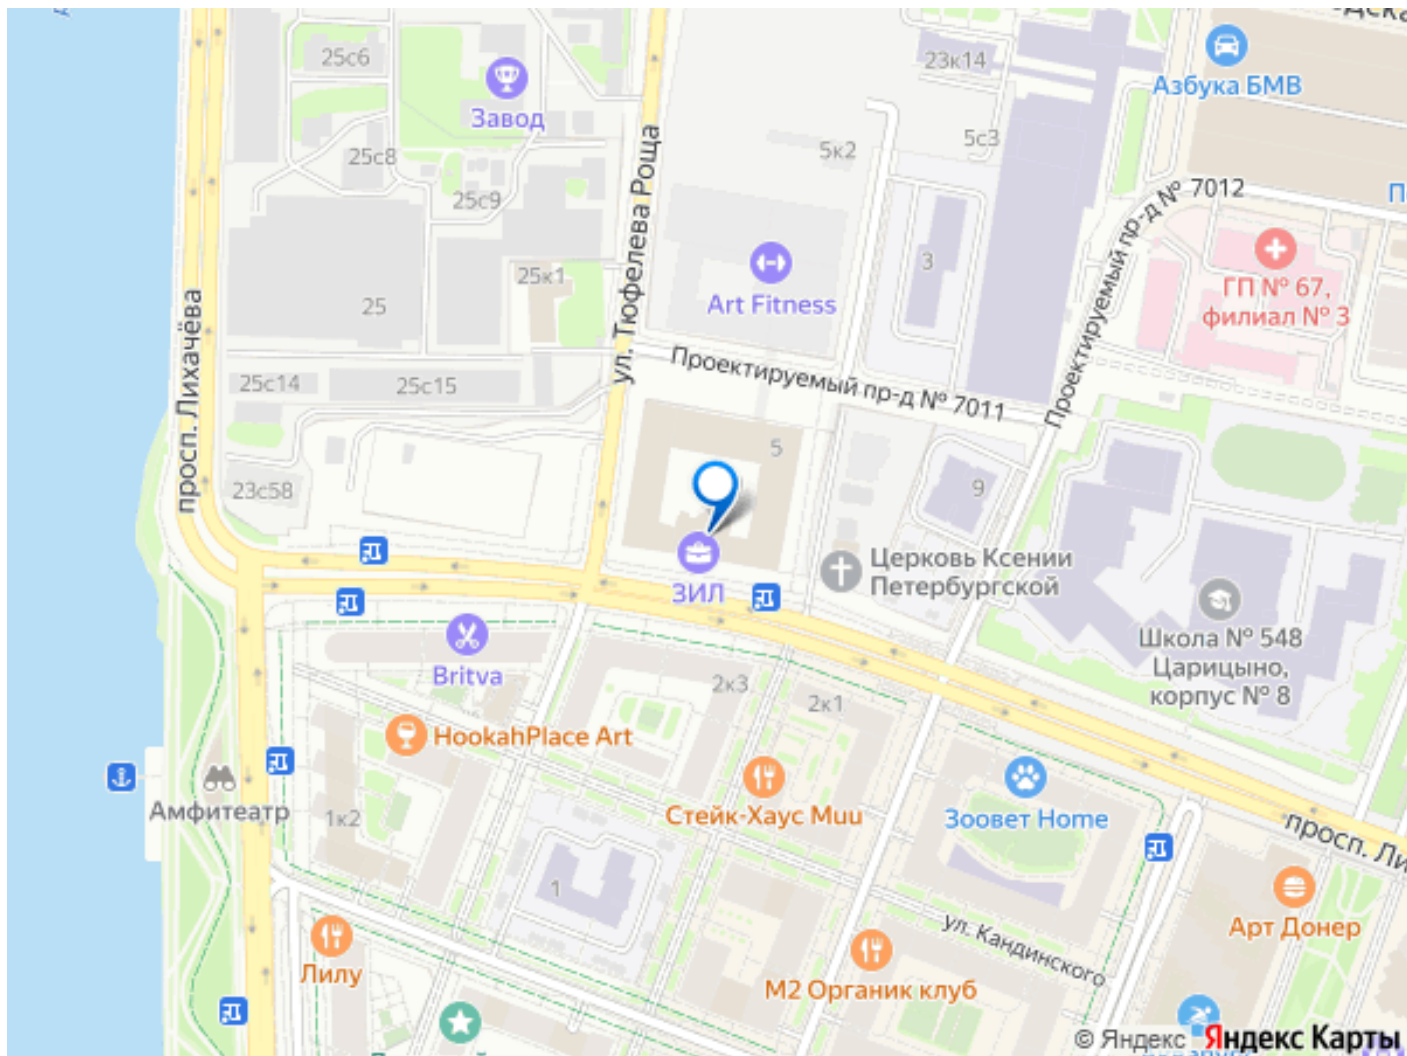 25с6
Завод
23к14
Азбука БМВ
25с8
5к2
5с3
25с9
ул. Тюфелева Роща
Проектируемый пр-д № 7012
3
25к1
Art Fitness
ГП № 67,
филиал № 3
25
просп. Лихачёва
Проектируемый пр-д № 7011
25с14
25с15
5
23с58
9
ЗИЛ
Церковь Ксении
Петербургской
Britva
Школа № 548
Царицыно,
корпус № 8
2к3
2к1
HookahPlace Art
Амфитеатр
1к2
Стейк-Хаус Muu
Зоовет Home
просп. Ли
1
Арт Донер
ул. Кандинского
Лилу
М2 Органик клуб
© Яндекс Яндекс Карты